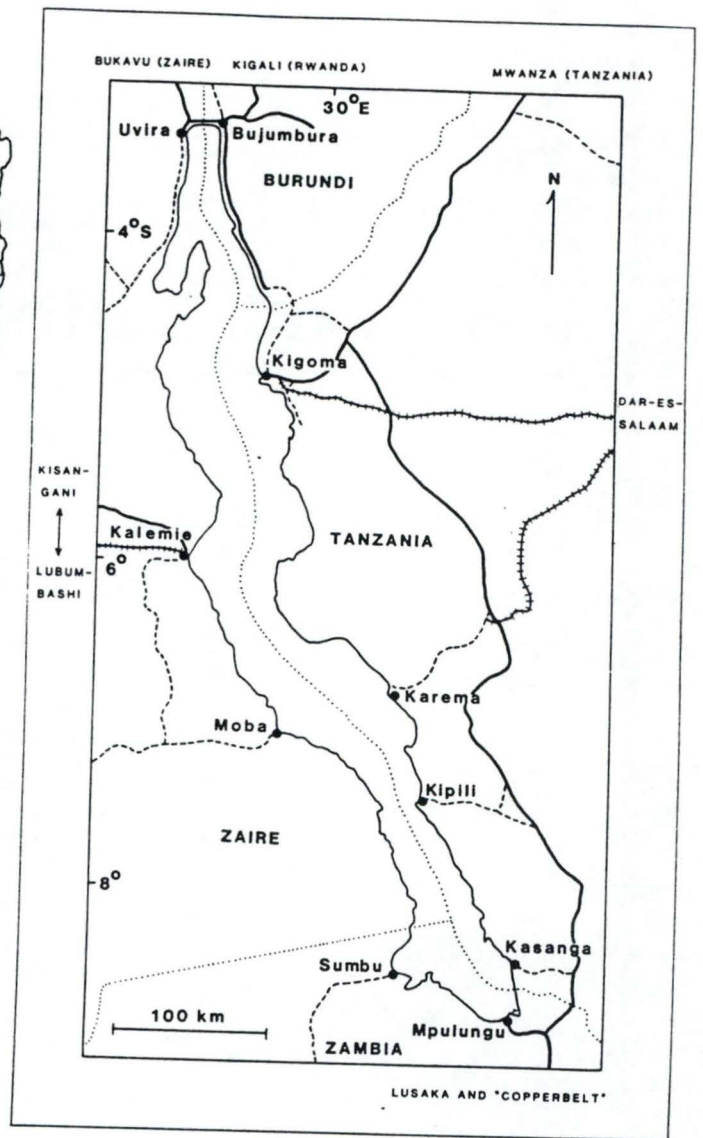 BUKAVU (ZAIRE) KIGALI (RWANDA) MWANZA (TANZANIA)
30°E
Uvira Bujumbura
BURUNDI
N
4°S
Kigoma
DAR-ES-
SALAAM
KISAN-
GANI
Kalemie
TANZANIA
6°
LUBUM-
BASHI
Karema
Moba
Kipili
ZAIRE
8°
Kasanga
Sumbu
100 km
Mpulungu
ZAMBIA
LUSAKA AND "COPPERBELT"